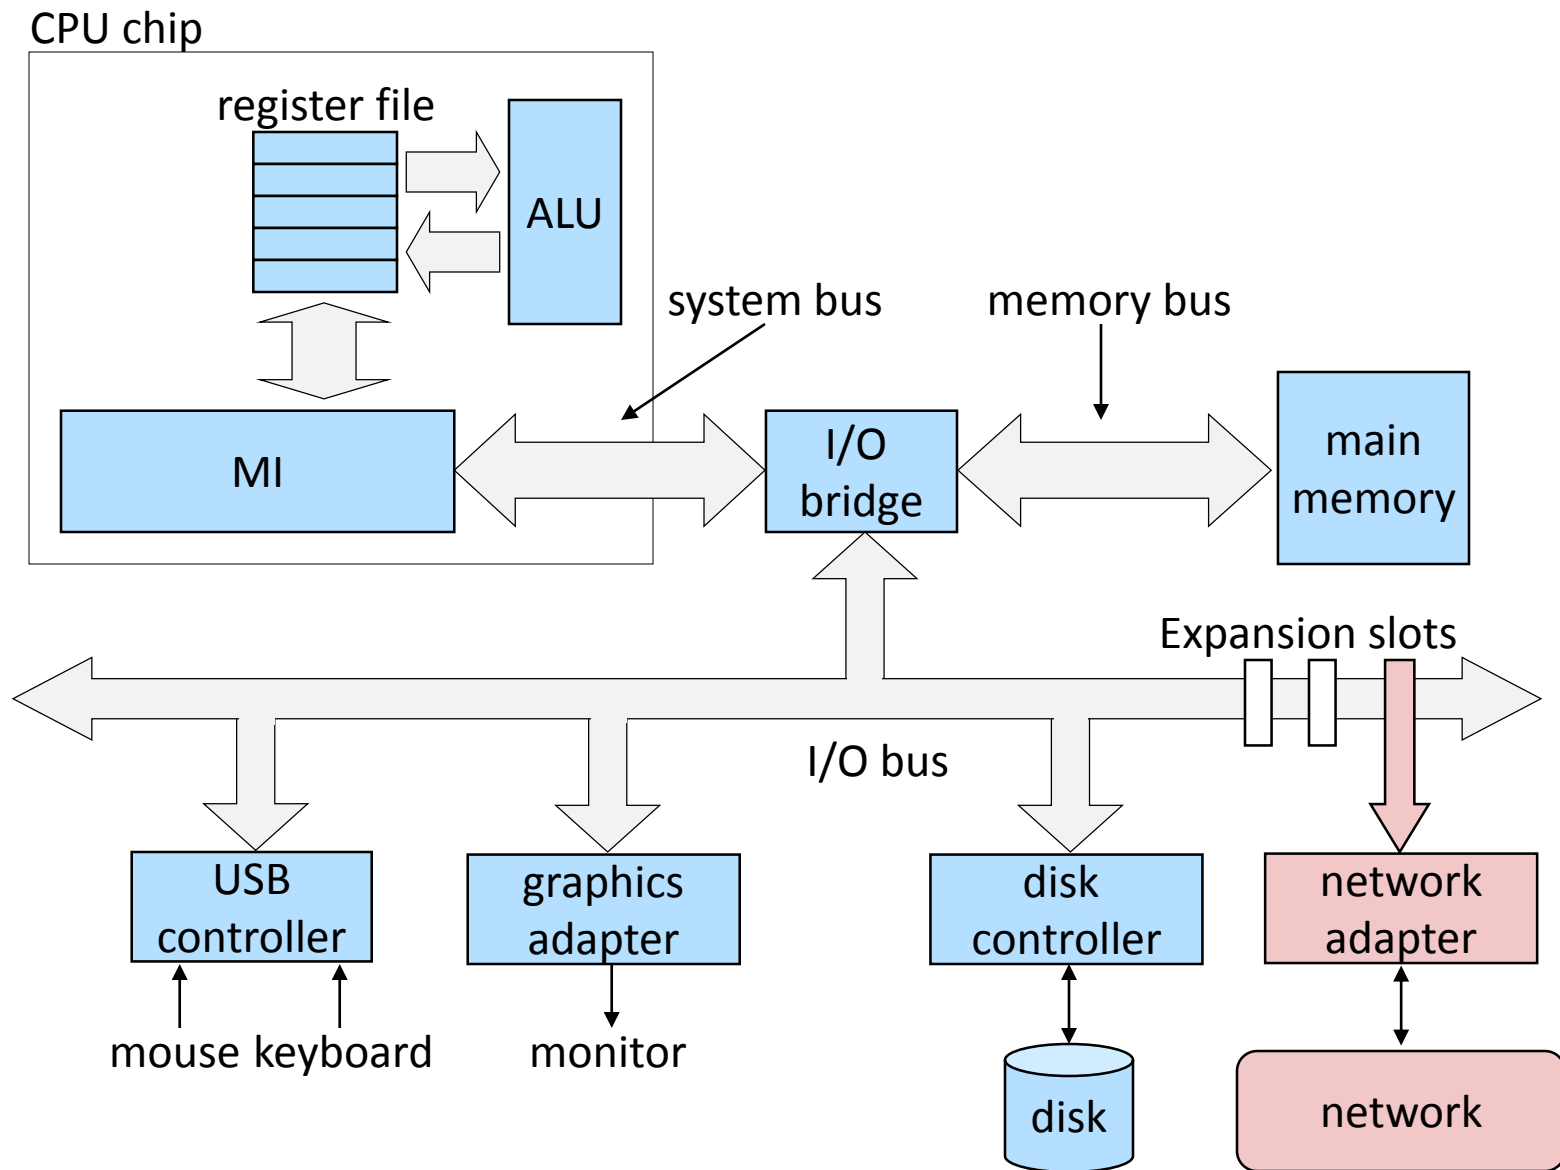 CPU chip
register file
ALU
system bus
memory bus
MI
I/O
bridge
main
memory
Expansion slots
I/O bus
USB
controller
graphics
adapter
disk
controller
network
adapter
mouse keyboard
monitor
disk
network